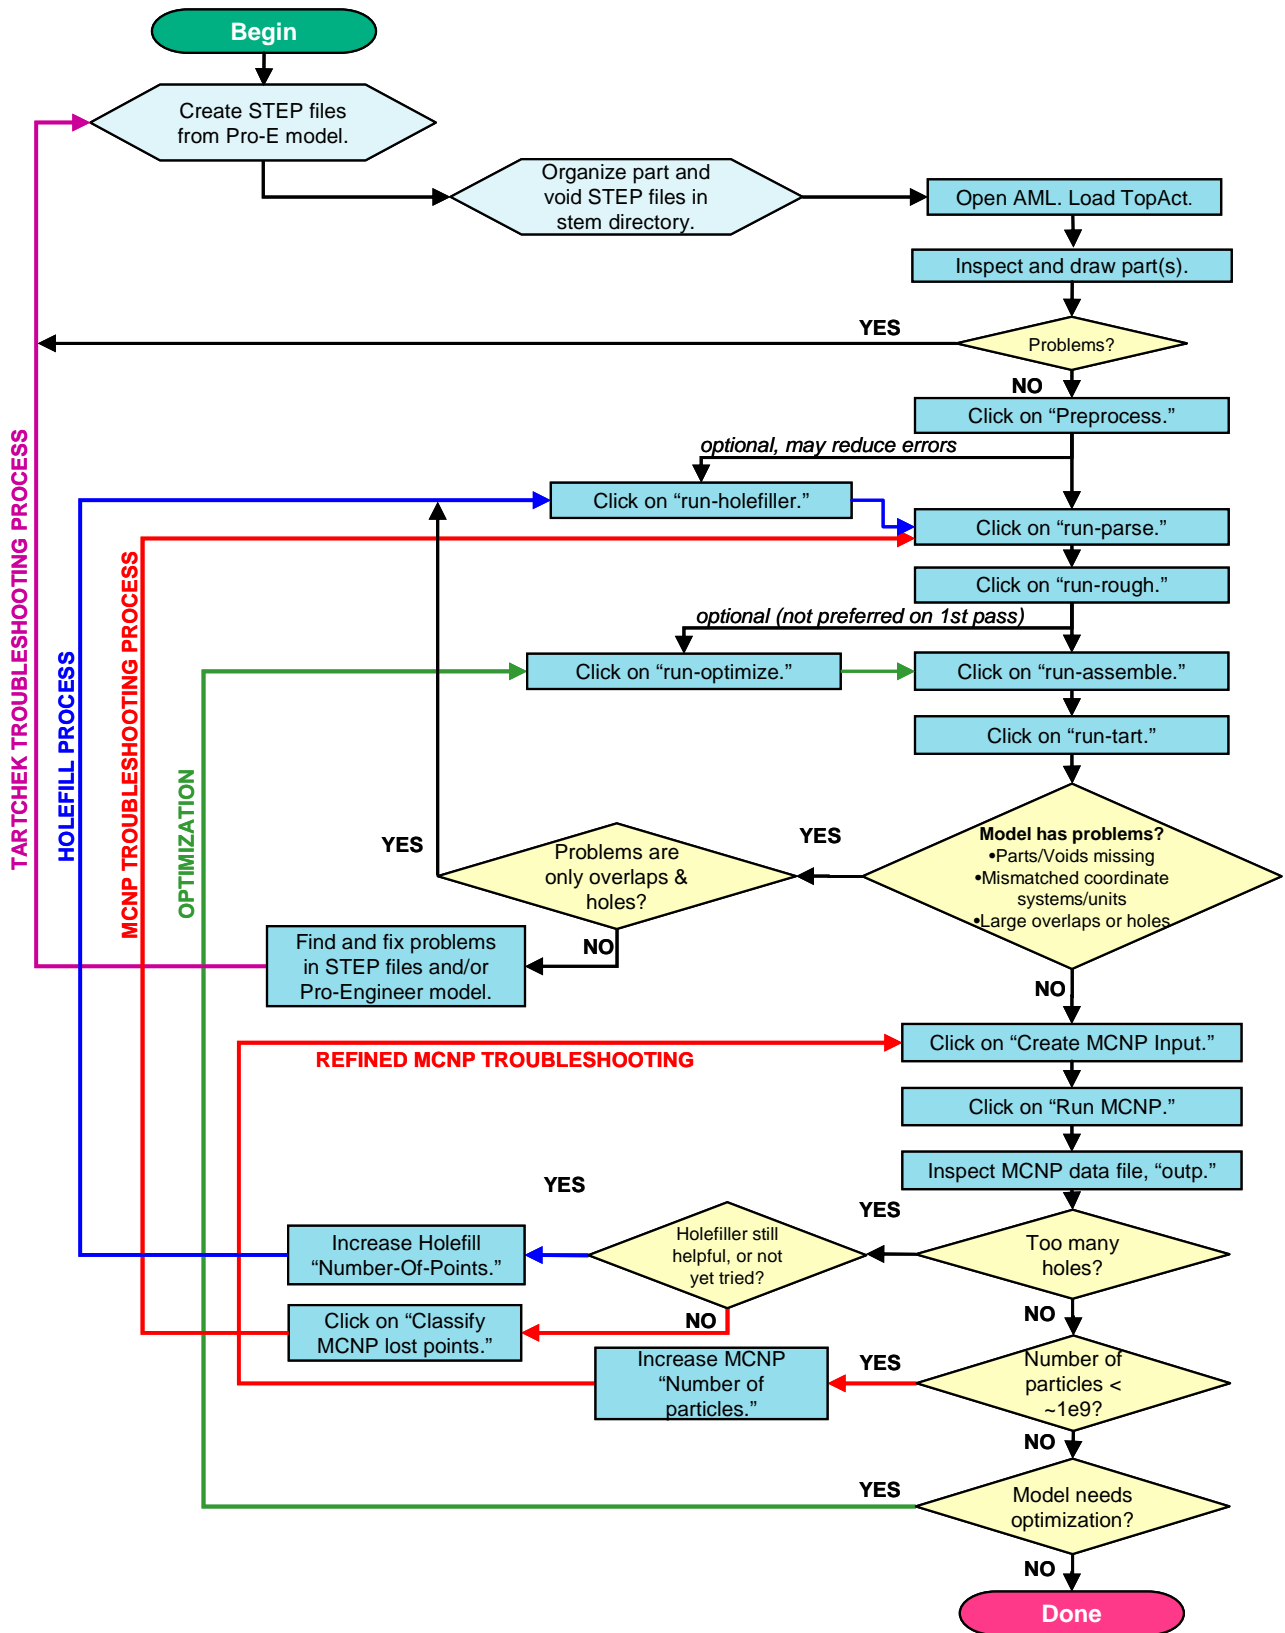 Begin
Create STEP files
from Pro-E model.
Organize part and
void STEP files in
stem directory.
Open AML. Load TopAct.
Inspect and draw part(s).
YES
Problems?
NO
Click on “Preprocess.”
optional, may reduce errors
Click on “run-holefiller.”
Click on “run-parse.”
Click on “run-rough.”
optional (not preferred on 1st pass)
Click on “run-optimize.”
Click on “run-assemble.”
Click on “run-tart.”
TARTCHEK TROUBLESHOOTING PROCESS
HOLEFILL PROCESS
MCNP TROUBLESHOOTING PROCESS
OPTIMIZATION
Model has problems?
•Parts/Voids missing
•Mismatched coordinate
systems/units
•Large overlaps or holes
YES
Problems are
only overlaps &
holes?
YES
NO
Find and fix problems
in STEP files and/or
Pro-Engineer model.
NO
REFINED MCNP TROUBLESHOOTING
Click on “Create MCNP Input.”
Click on “Run MCNP.”
Inspect MCNP data file, “outp.”
YES
YES
Too many
holes?
Holefiller still
helpful, or not
yet tried?
Increase Holefill
“Number-Of-Points.”
NO
NO
Click on “Classify
MCNP lost points.”
Number of
particles <
~1e9?
YES
Increase MCNP
“Number of
particles.”
NO
YES
Model needs
optimization?
NO
Done